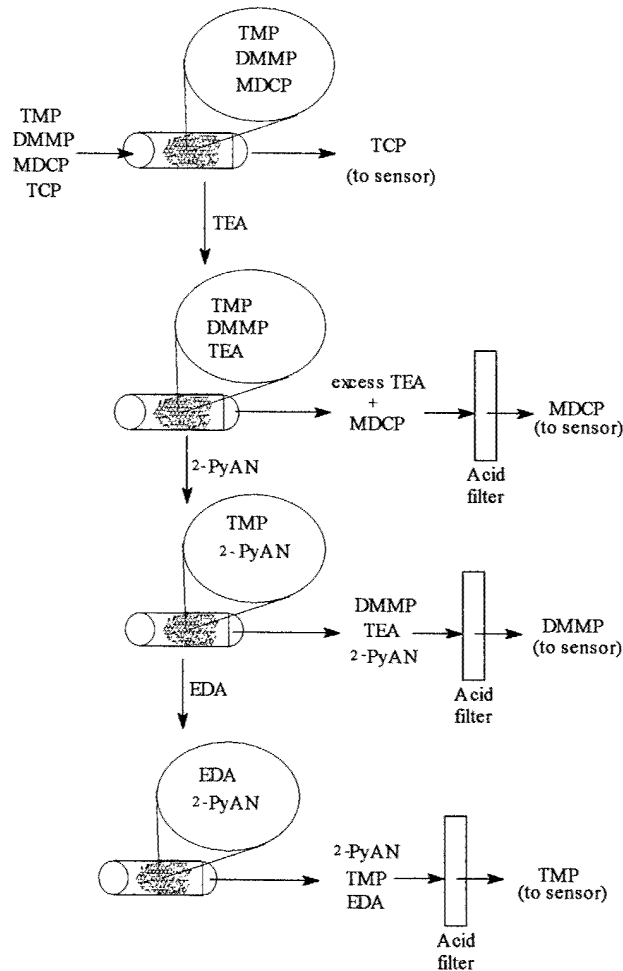 TMP
DMMP
MDCP
TMP
DMMP
MDCP
TCP
TCP
(to sensor)
TEA
TMP
DMMP
TEA
excess TEA
+
MDCP
MDCP
(to sensor)
Acid
filter
2-PyAN
TMP
2-PyAN
DMMP
TEA
2-PyAN
DMMP
(to sensor)
Acid
filter
EDA
EDA
2-PyAN
2-PyAN
TMP
EDA
TMP
(to sensor)
Acid
filter